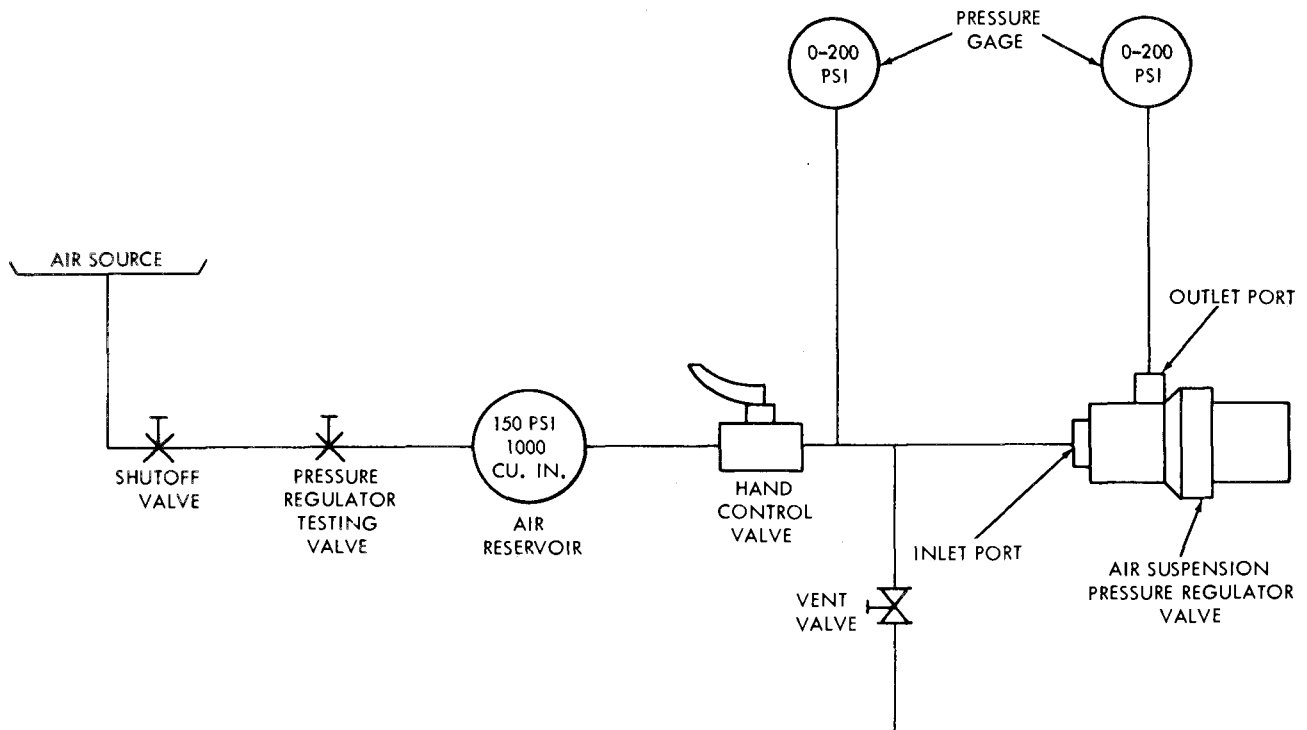 PRESSURE
GAGE
0-200
PSI
0-200
PSI
AIR SOURCE
OUTLET PORT
150 PSI
1000
CU. IN.
SHUTOFF
VALVE
PRESSURE
REGULATOR
TESTING
VALVE
AIR
RESERVOIR
HAND
CONTROL
VALVE
INLET PORT
AIR SUSPENSION
PRESSURE REGULATOR
VALVE
VENT
VALVE